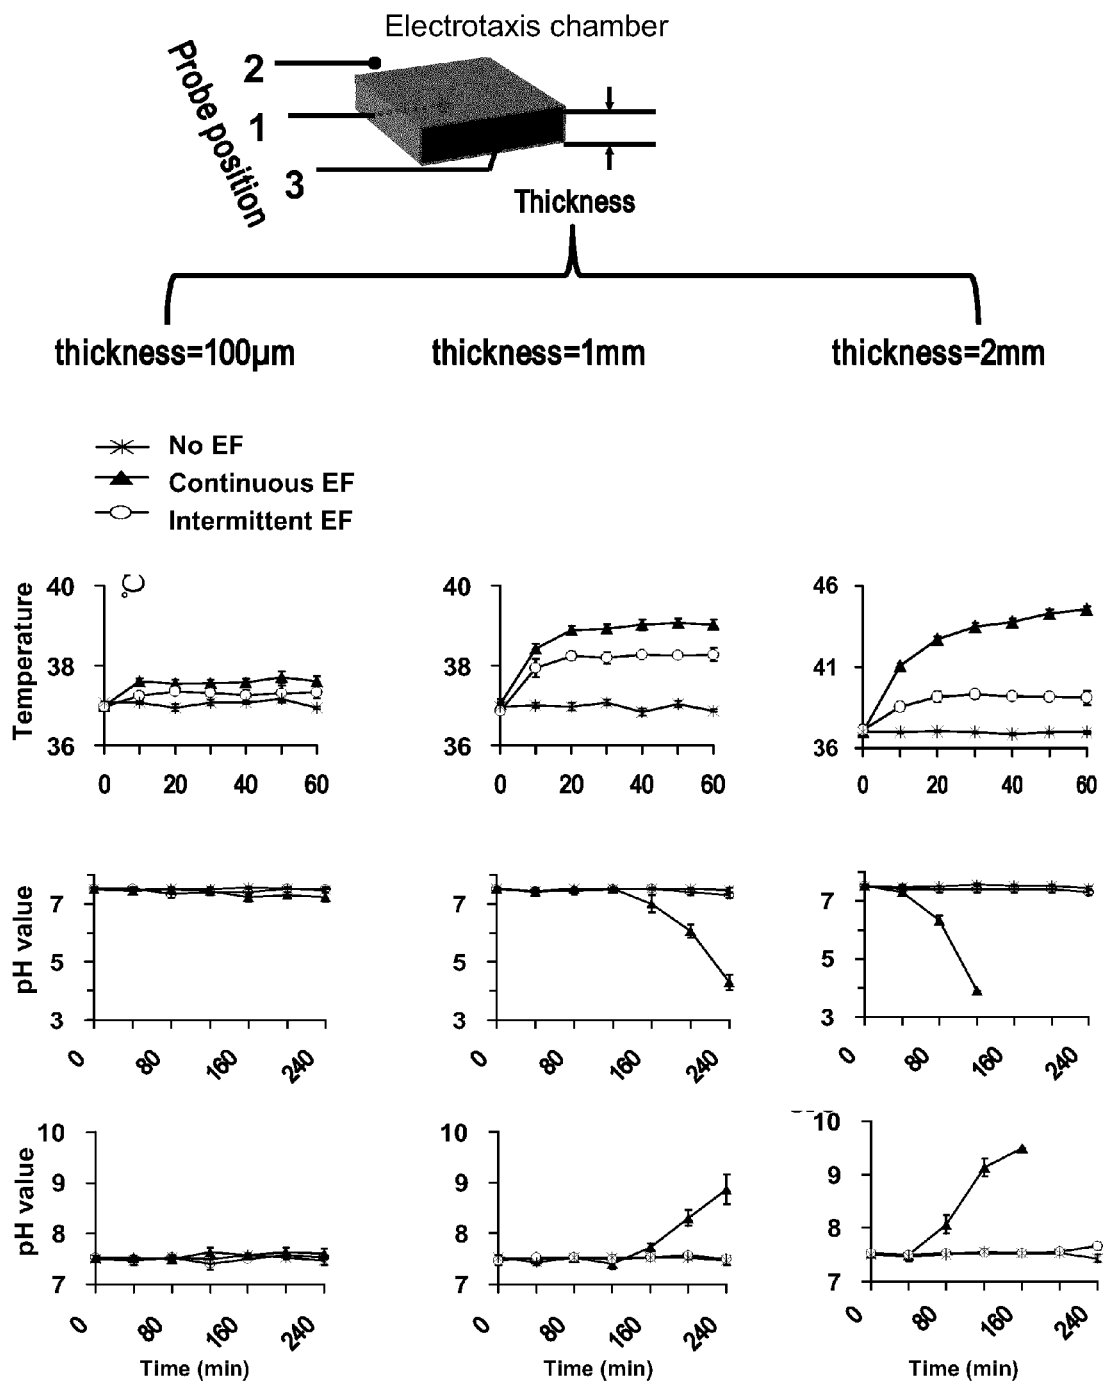 Electrotaxis chamber
Probe position
2
1
3
Thickness
thickness=100µm
thickness=1mm
thickness=2mm
No EF
Continuous EF
Intermittent EF
Temperature
°C
40
38
36
0 20 40 60
40
38
36
0 20 40 60
46
41
36
0 20 40 60
pH value
7
5
3
0 80 160 240
7
5
3
0 80 160 240
7
5
3
0 80 160 240
pH value
10
9
8
7
0 80 160 240
Time (min)
10
9
8
7
0 80 160 240
Time (min)
10
9
8
7
0 80 160 240
Time (min)